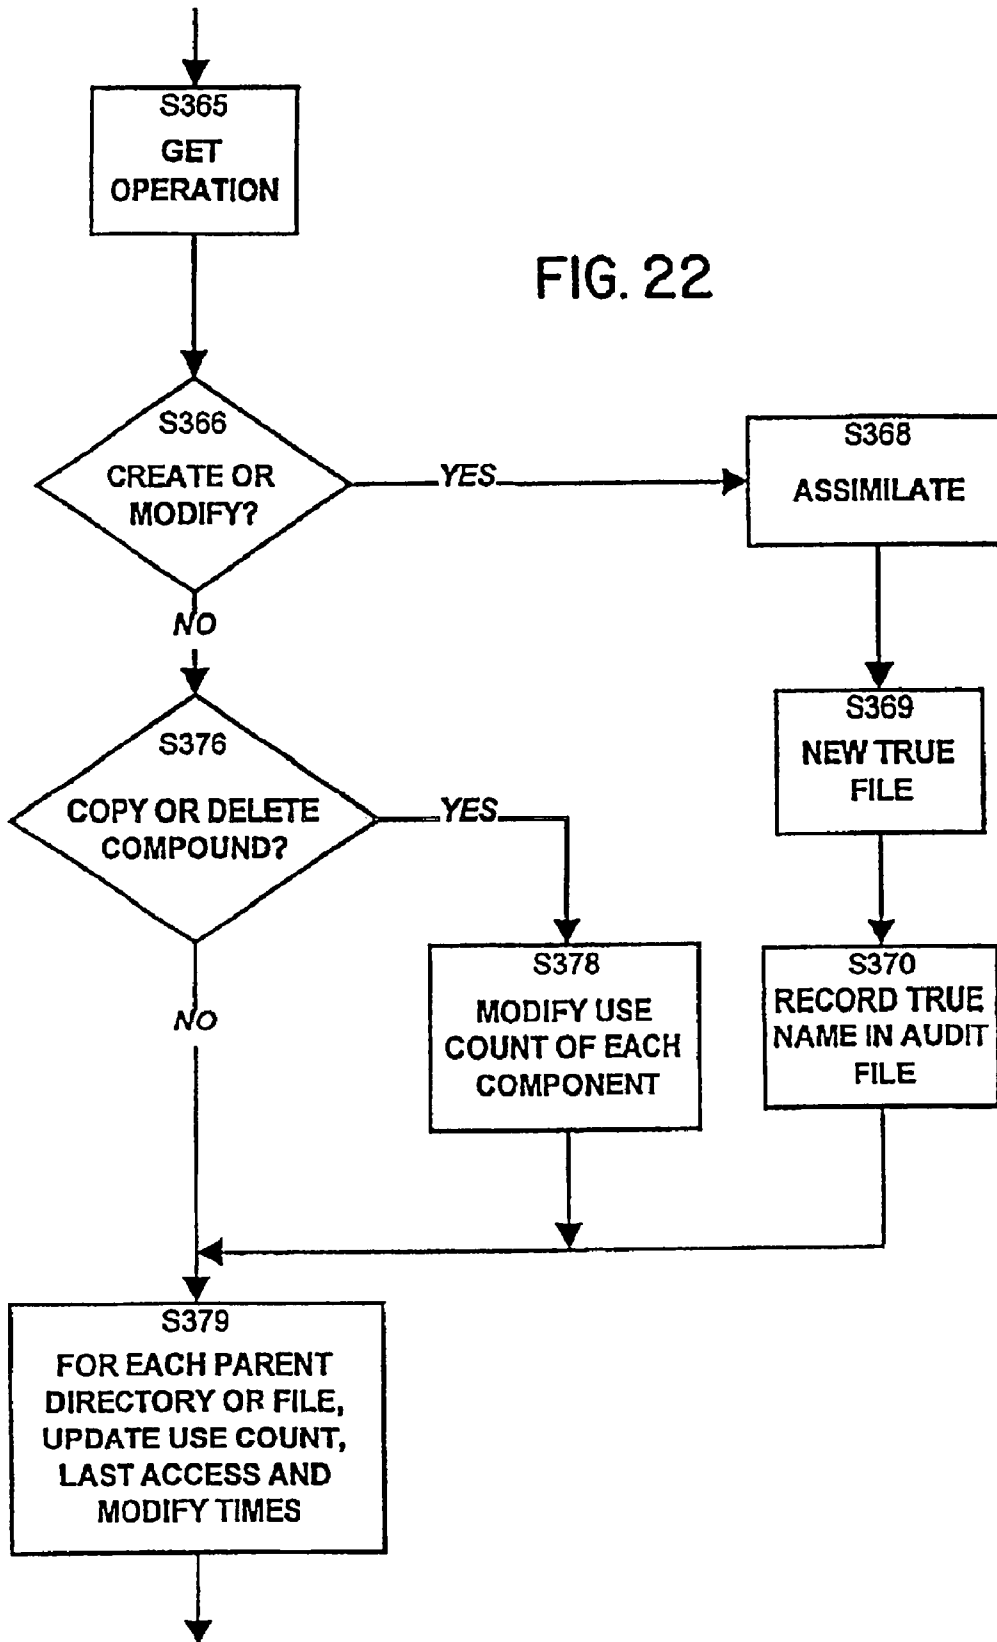 S365
GET
OPERATION
FIG. 22
S366
CREATE OR
MODIFY?
YES
S368
ASSIMILATE
NO
S369
NEW TRUE
FILE
S376
COPY OR DELETE
COMPOUND?
YES
S378
MODIFY USE
COUNT OF EACH
COMPONENT
S370
RECORD TRUE
NAME IN AUDIT
FILE
NO
S379
FOR EACH PARENT
DIRECTORY OR FILE,
UPDATE USE COUNT,
LAST ACCESS AND
MODIFY TIMES